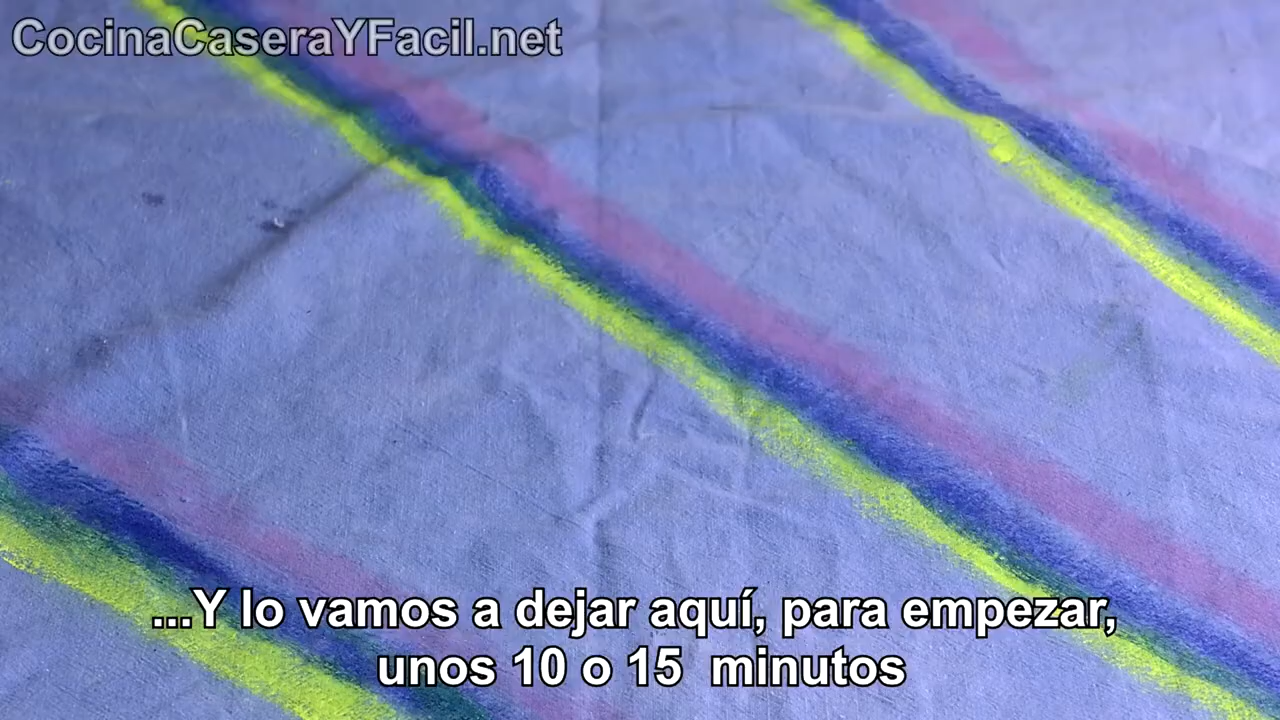 CocinaCaseraYFacil.net
...Y lo vamos a dejar aquí, para empezar,
unos 10 o 15  minutos